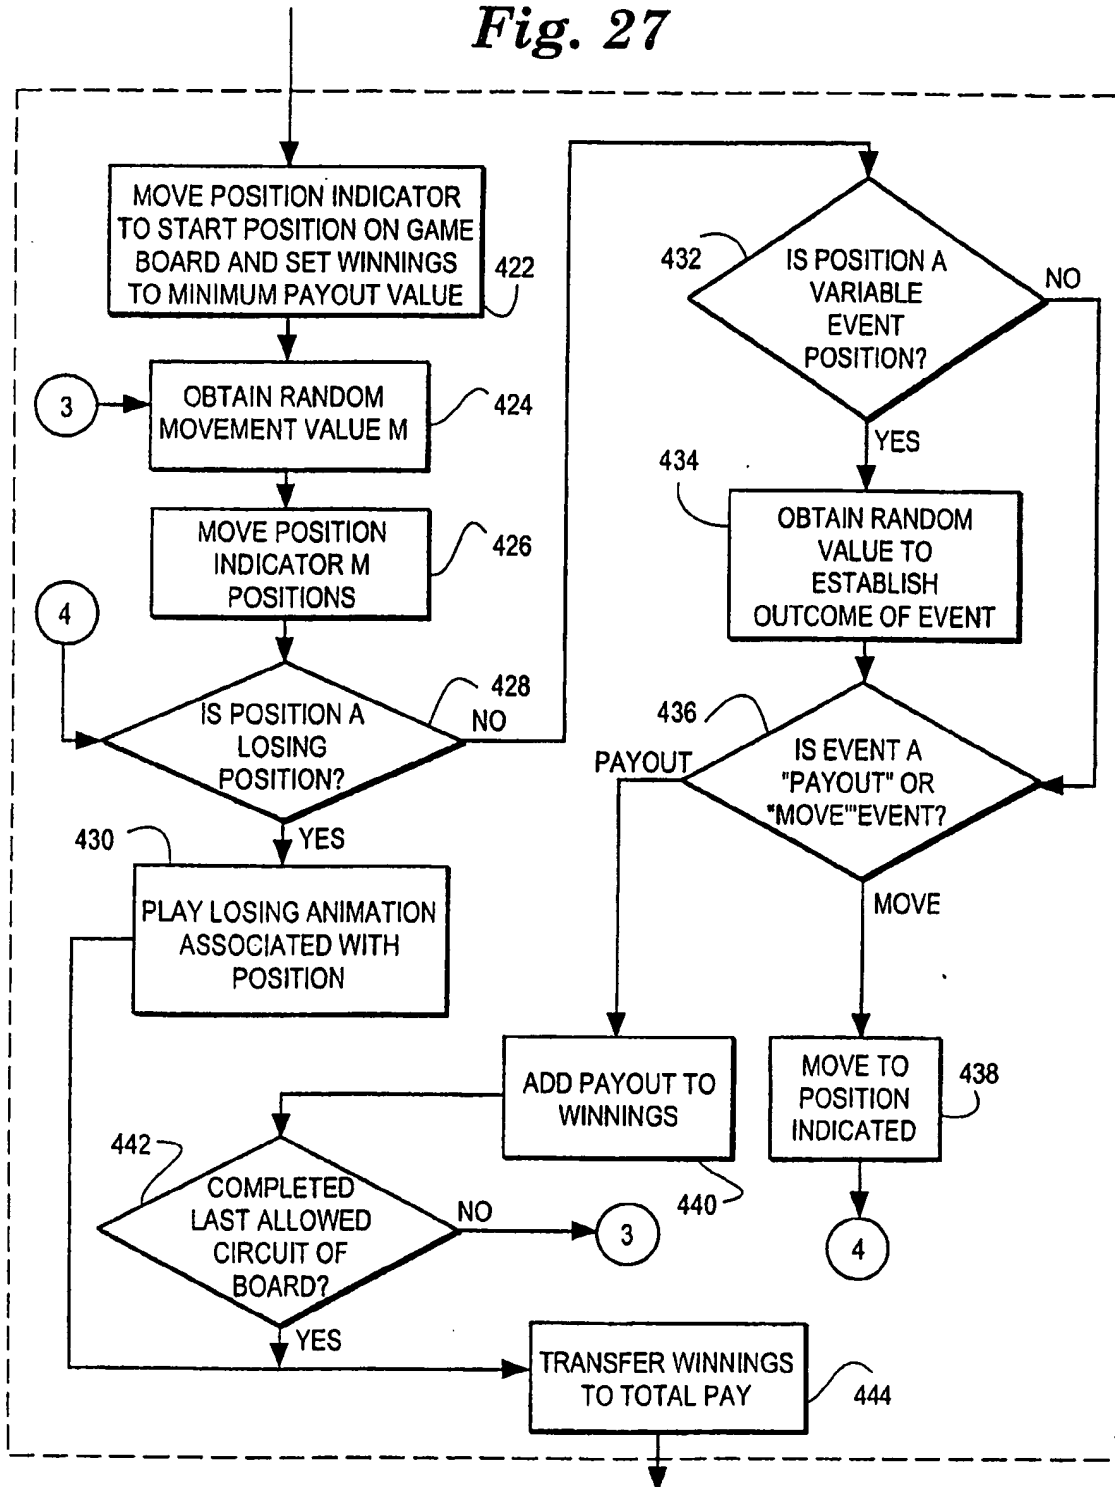 Fig. 27
MOVE POSITION INDICATOR
TO START POSITION ON GAME
BOARD AND SET WINNINGS
TO MINIMUM PAYOUT VALUE
422
3
OBTAIN RANDOM
MOVEMENT VALUE M
424
MOVE POSITION
INDICATOR M
POSITIONS
426
4
IS POSITION A
LOSING
POSITION?
428
NO
YES
430
PLAY LOSING ANIMATION
ASSOCIATED WITH
POSITION
432
IS POSITION A
VARIABLE
EVENT
POSITION?
NO
YES
434
OBTAIN RANDOM
VALUE TO
ESTABLISH
OUTCOME OF EVENT
436
IS EVENT A
"PAYOUT" OR
"MOVE"'EVENT?
PAYOUT
MOVE
ADD PAYOUT TO
WINNINGS
440
MOVE TO
POSITION
INDICATED
438
4
442
COMPLETED
LAST ALLOWED
CIRCUIT OF
BOARD?
NO
3
YES
TRANSFER WINNINGS
TO TOTAL PAY
444